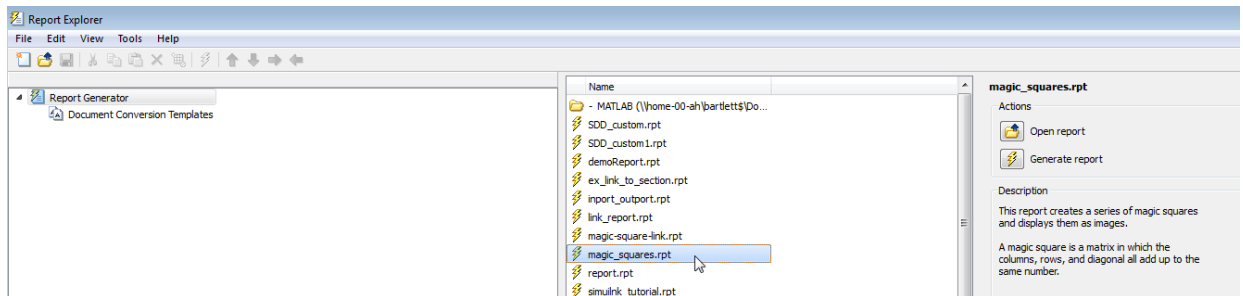 Report Explorer
File Edit View Tools Help
Report Generator
Document Conversion Templates
Name
- MATLAB (\\home-00-ah\bartlett$\Do...
SDD_custom.rpt
SDD_custom1.rpt
demoReport.rpt
ex_link_to_section.rpt
inport_outport.rpt
link_report.rpt
magic-square-link.rpt
magic_squares.rpt
report.rpt
simulnk_tutorial.rpt
magic_squares.rpt
Actions
Open report
Generate report
Description
This report creates a series of magic squares
and displays them as images.
A magic square is a matrix in which the
columns, rows, and diagonal all add up to the
same number.